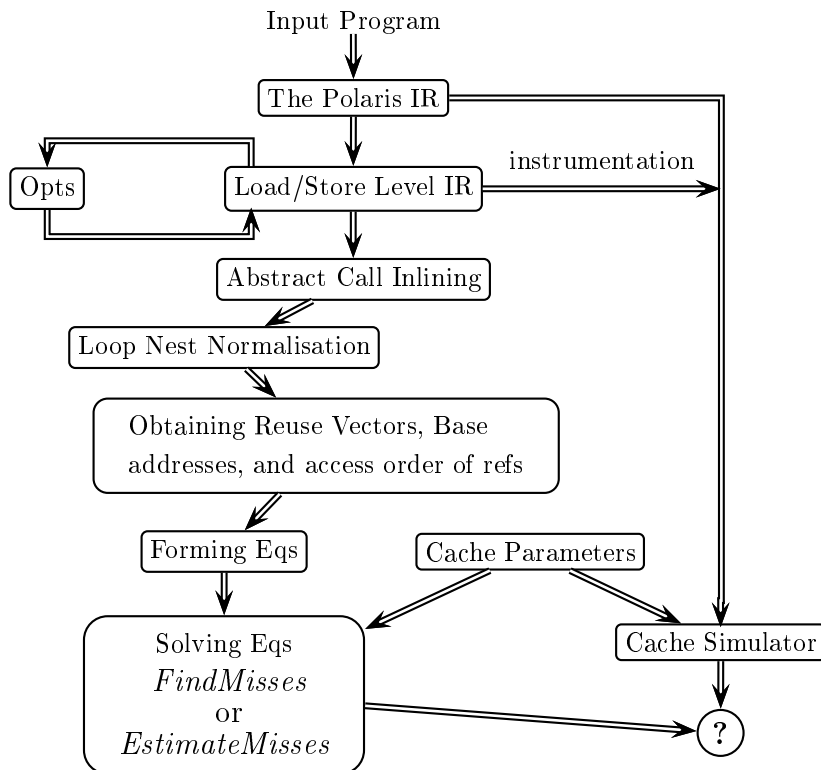 Input Program
The Polaris IR
instrumentation
Opts
Load/Store Level IR
Abstract Call Inlining
Loop Nest Normalisation
Obtaining Reuse Vectors, Base
addresses, and access order of refs
Forming Eqs
Cache Parameters
Solving Eqs
FindMisses
or
EstimateMisses
Cache Simulator
?